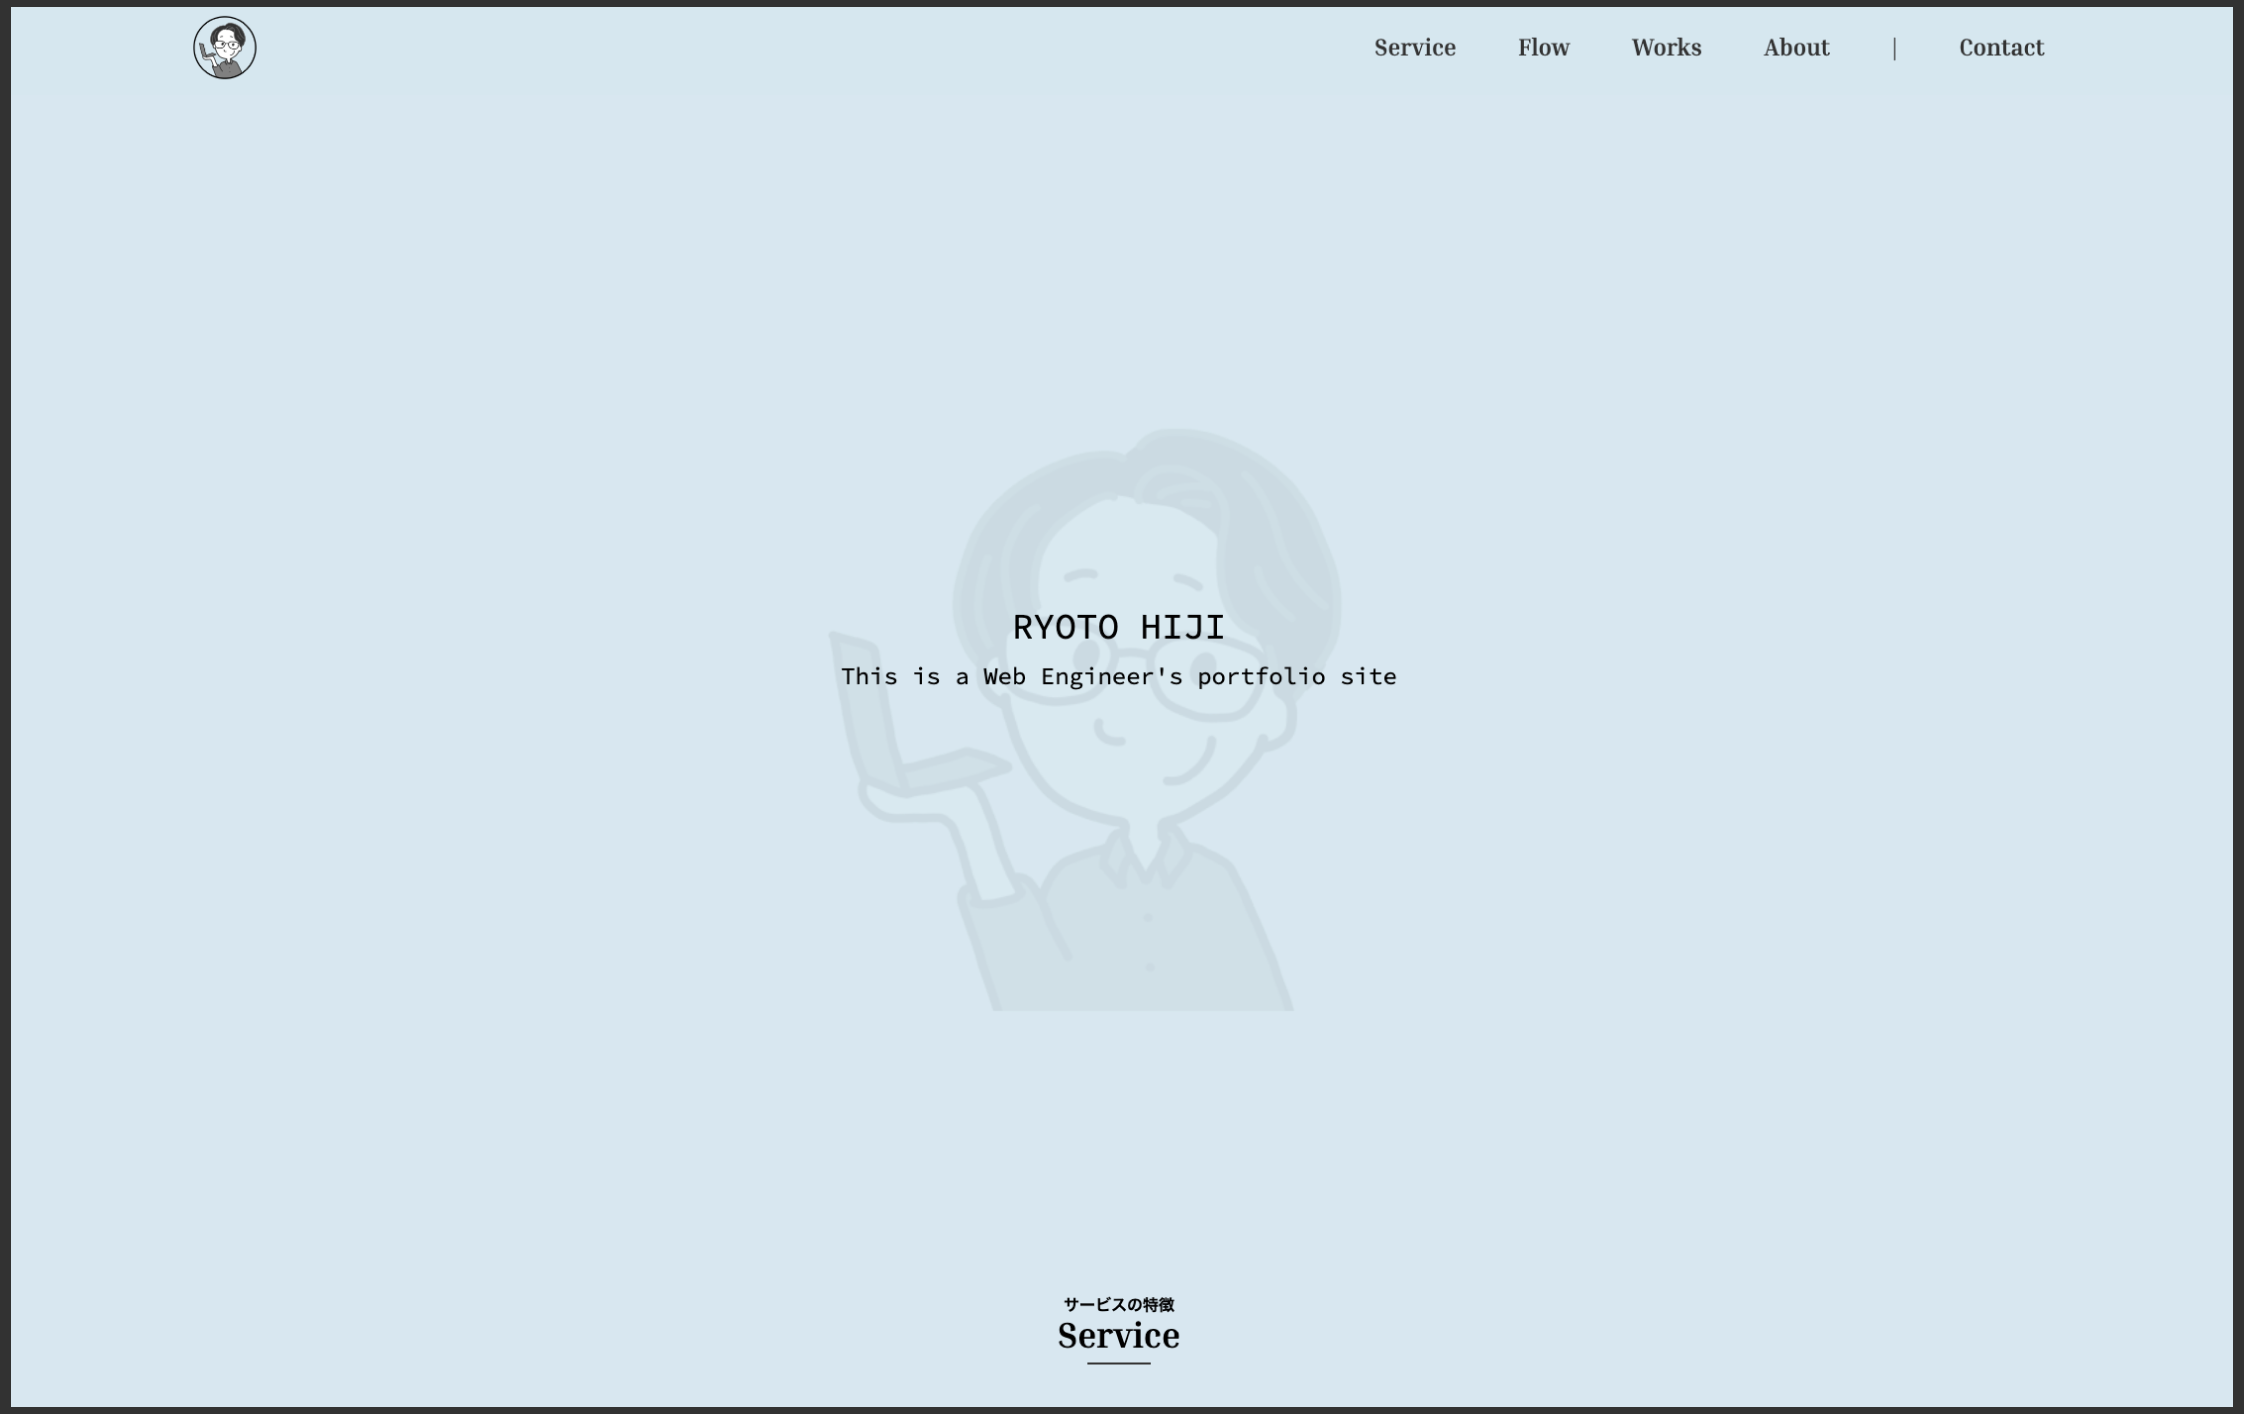 Service Flow Works About | Contact
RYOTO HIJI
This is a Web Engineer's portfolio site
サービスの特徴
Service